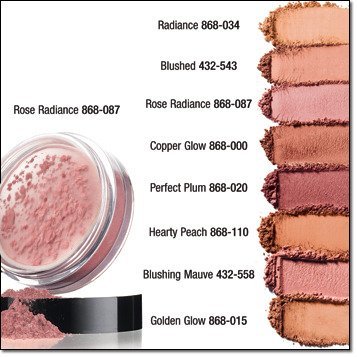 Radiance 868-034
Blushed 432-543
Rose Radiance 868-087
Rose Radiance 868-087
Copper Glow 868-000
Perfect Plum 868-020
Hearty Peach 868-110
Blushing Mauve 432-558
Golden Glow 868-015